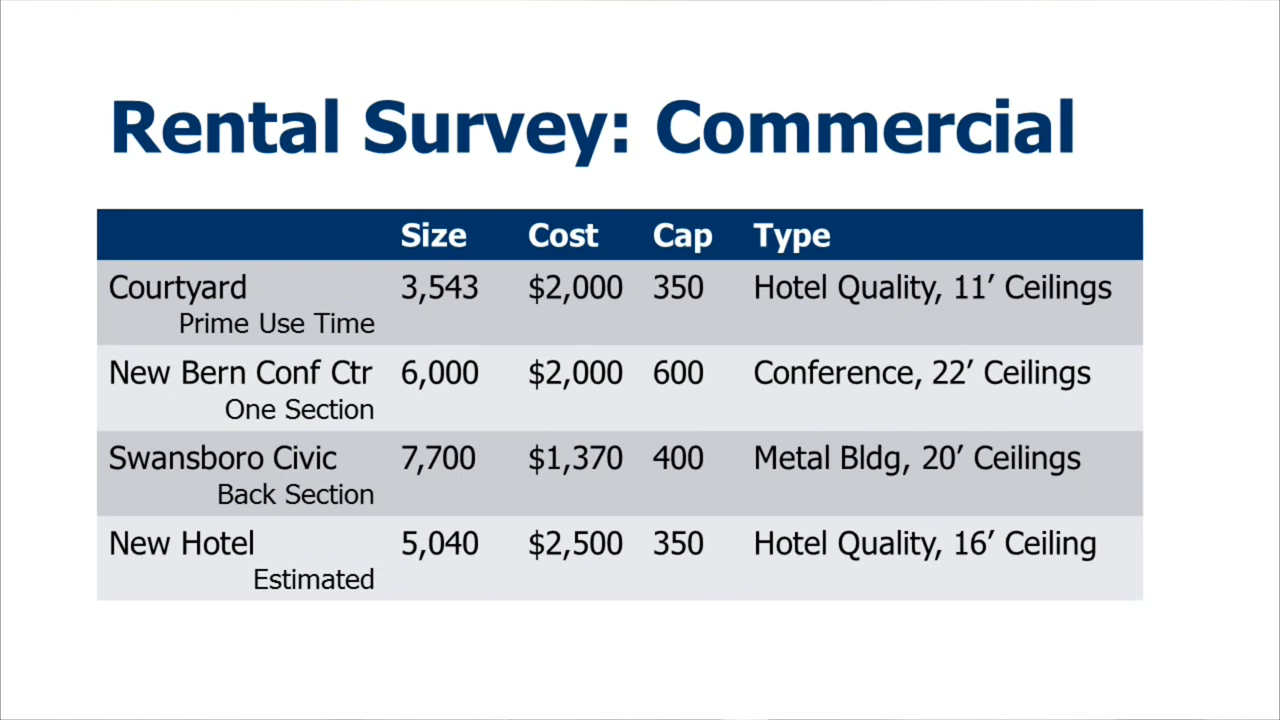 Rental Survey: Commercial
Size Cost Cap Type
Courtyard 3,543 $2,000 350 Hotel Quality, 11′ Ceilings
Prime Use Time
New Bern Conf Ctr 6,000 $2,000 600 Conference, 22′ Ceilings
One Section
Swansboro Civic 7,700 $1,370 400 Metal Bldg, 20′ Ceilings
Back Section
New Hotel 5,040 $2,500 350 Hotel Quality, 16′ Ceiling
Estimated